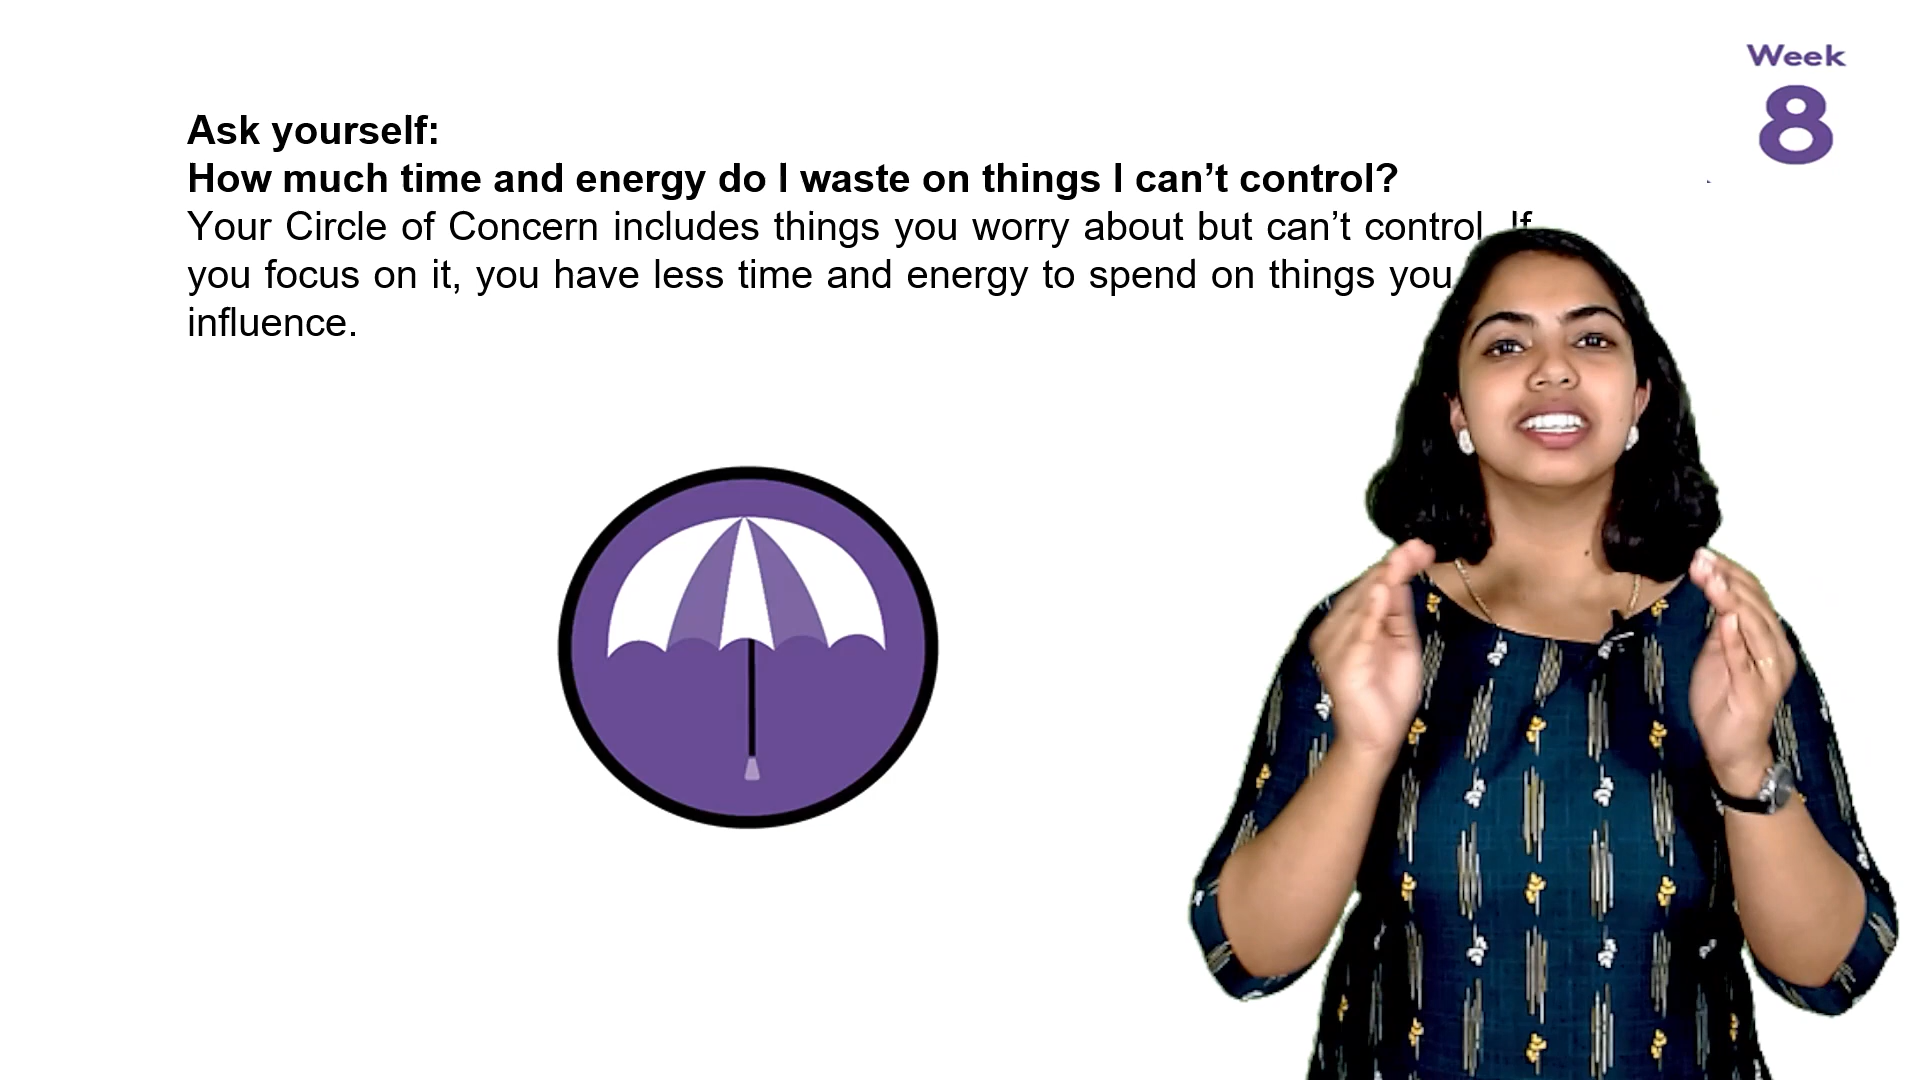 Week
8
Ask yourself:
How much time and energy do I waste on things I can’t control?
Your Circle of Concern includes things you worry about but can’t control. If
you focus on it, you have less time and energy to spend on things you
influence.